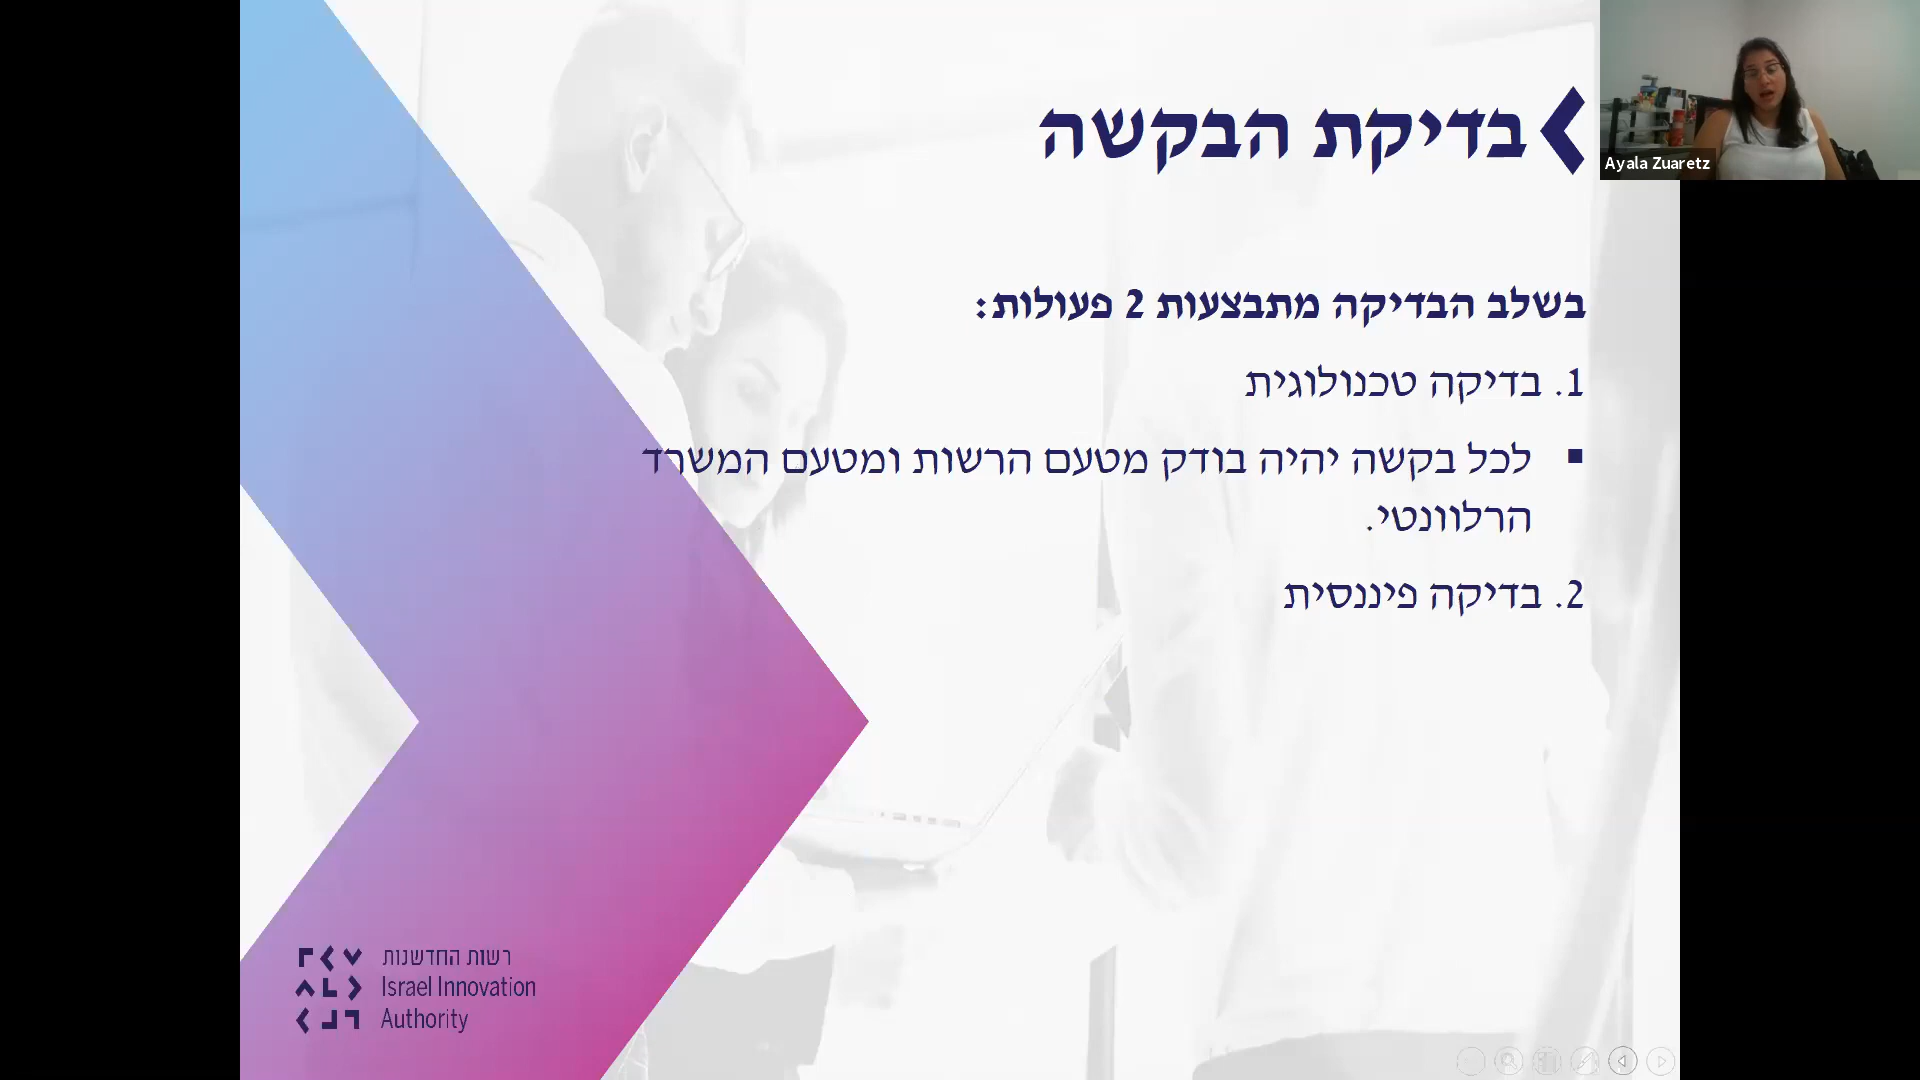 בדיקת הבקשה
Ayala Zuaretz
בשלב הבדיקה מתבצעות 2 פעולות:
1. בדיקה טכנולוגית
▪ לכל בקשה יהיה בודק מטעם הרשות ומטעם המשרד
הרלוונטי.
2. בדיקה פיננסית
רשות החדשנות
Israel Innovation
Authority